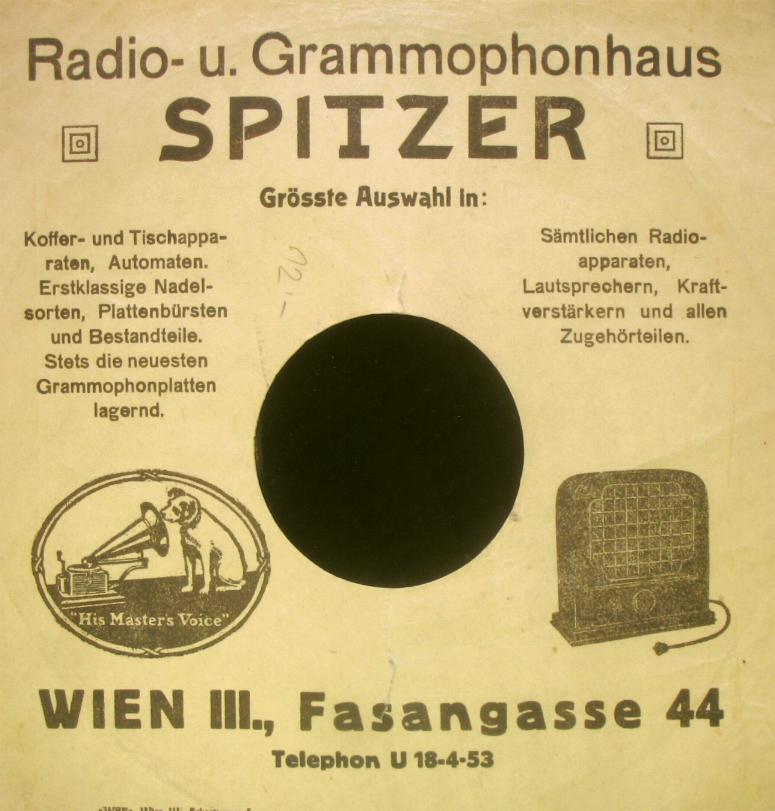 Radio- u. Grammophonhaus
SPITZER
Grösste Auswahl in:
Koffer- und Tischappa-
raten, Automaten.
Erstklassige Nadel-
sorten, Plattenbürsten
und Bestandteile.
Stets die neuesten
Grammophonplatten
lagernd.
Sämtlichen Radio-
apparaten,
Lautsprechern, Kraft-
verstärkern und allen
Zugehörteilen.
92.-
"His Master's Voice"
WIEN III., Fasangasse 44
Telephon U 18-4-53